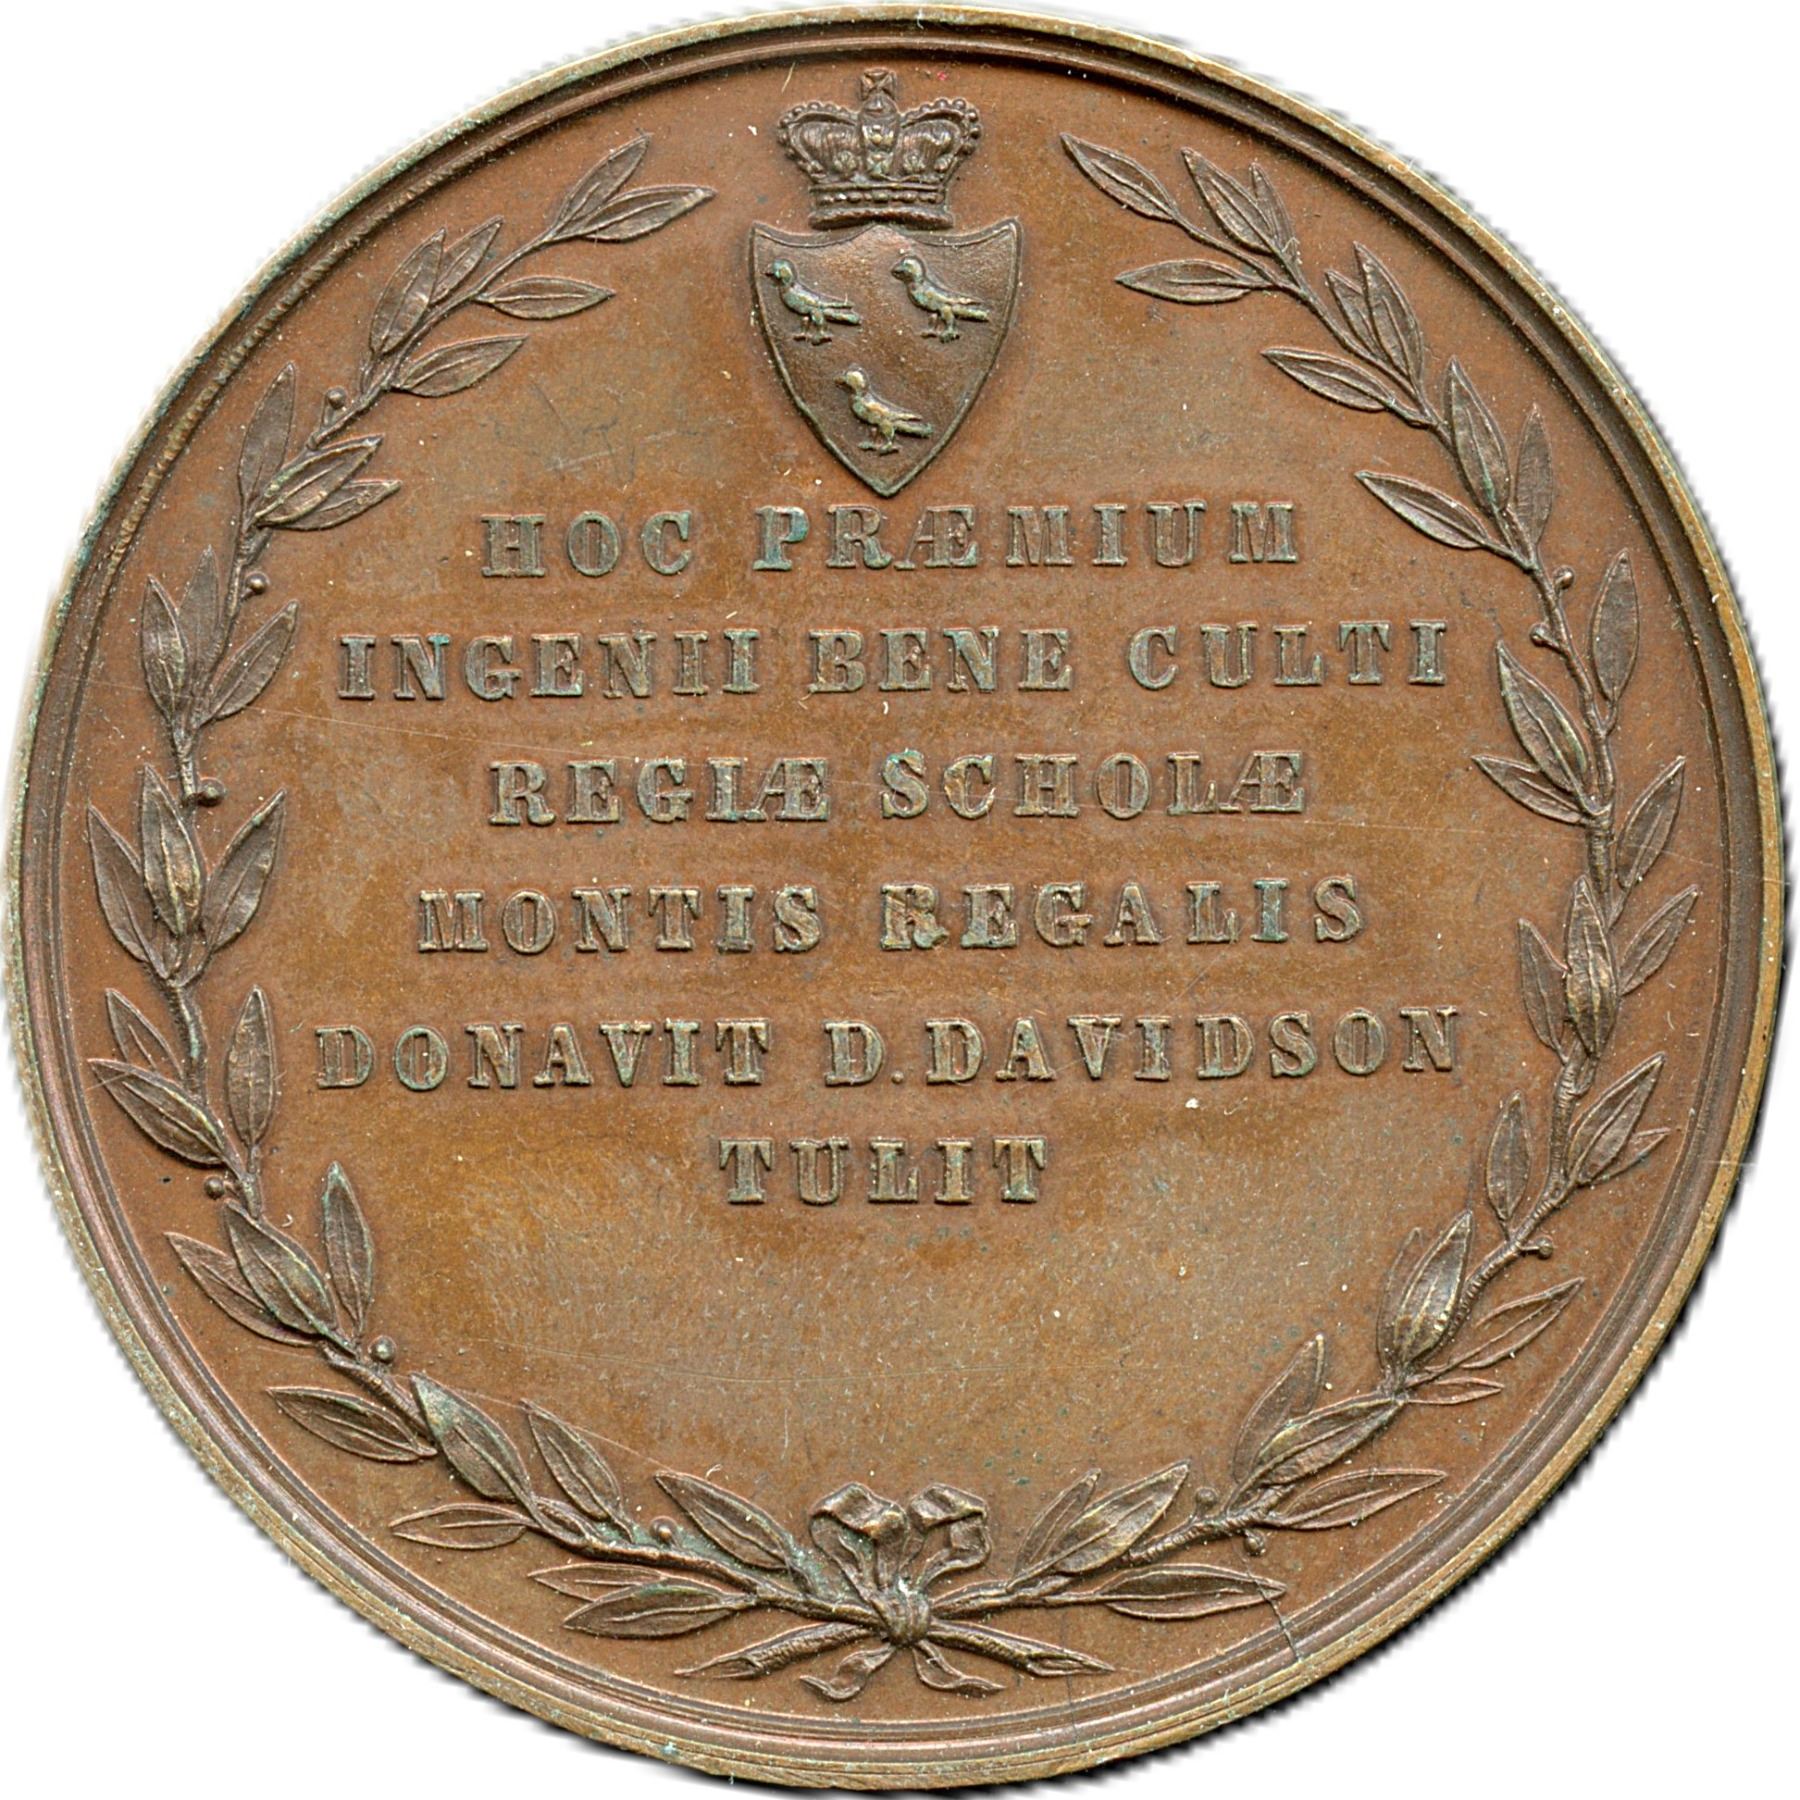 HOC PRÆMIUM
INGENII BENE CULTI
REGIÆ SCHOLÆ
MONTIS REGALIS
DONAVIT D. DAVIDSON
TULIT